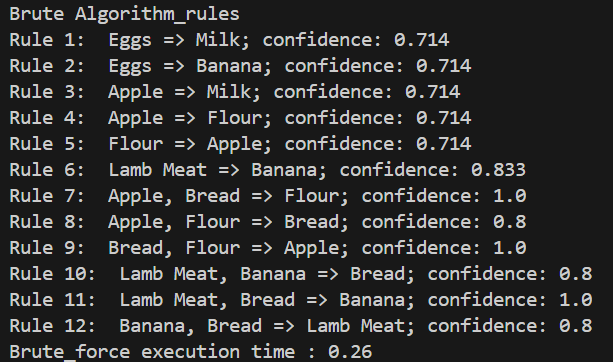 Brute Algorithm_rules
Rule 1:  Eggs => Milk; confidence: 0.714
Rule 2:  Eggs => Banana; confidence: 0.714
Rule 3:  Apple => Milk; confidence: 0.714
Rule 4:  Apple => Flour; confidence: 0.714
Rule 5:  Flour => Apple; confidence: 0.714
Rule 6:  Lamb Meat => Banana; confidence: 0.833
Rule 7:  Apple, Bread => Flour; confidence: 1.0
Rule 8:  Apple, Flour => Bread; confidence: 0.8
Rule 9:  Bread, Flour => Apple; confidence: 1.0
Rule 10:  Lamb Meat, Banana => Bread; confidence: 0.8
Rule 11:  Lamb Meat, Bread => Banana; confidence: 1.0
Rule 12:  Banana, Bread => Lamb Meat; confidence: 0.8
Brute_force execution time : 0.26